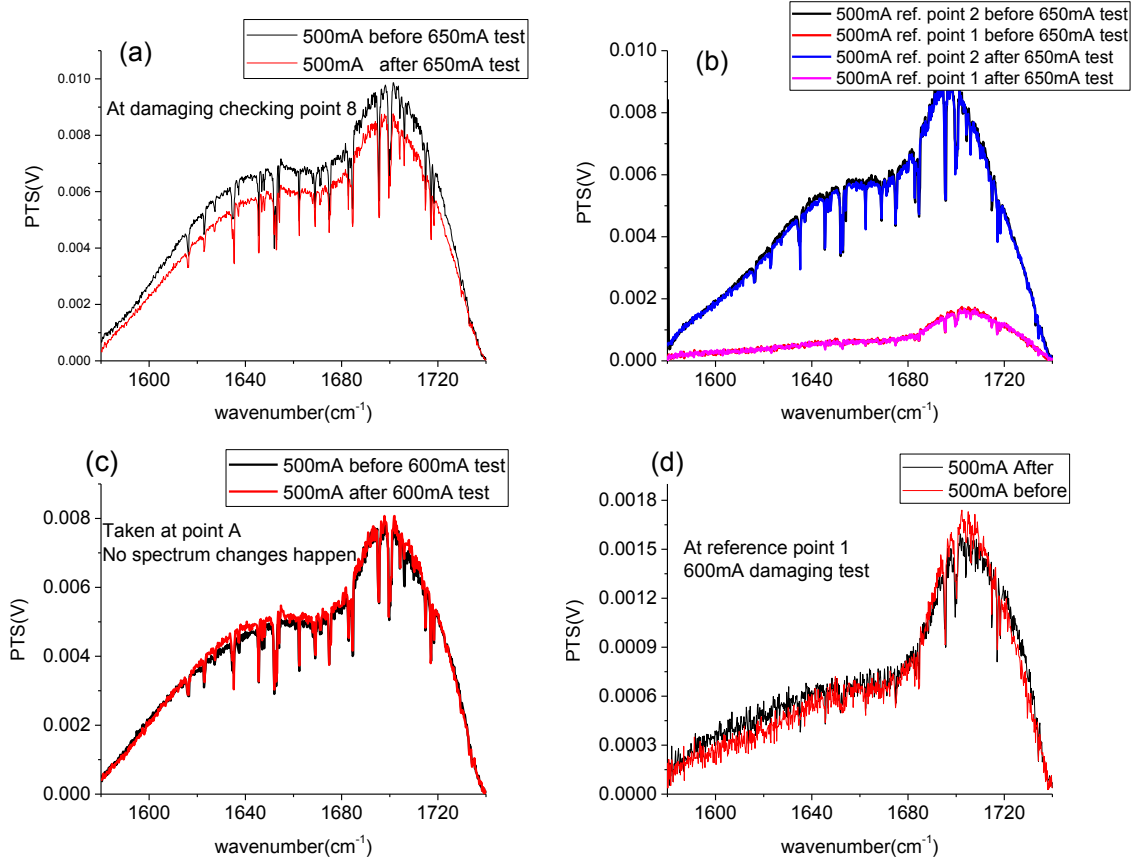 (a)
500mA before 650mA test
500mA after 650mA test
At damaging checking point 8
0.010
0.008
0.006
0.004
0.002
0.000
PTS(V)
1600 1640 1680 1720
wavenumber(cm-1)
(b)
500mA ref. point 2 before 650mA test
500mA ref. point 1 before 650mA test
500mA ref. point 2 after 650mA test
500mA ref. point 1 after 650mA test
0.010
0.008
0.006
0.004
0.002
0.000
PTS(V)
1600 1640 1680 1720
wavenumber(cm-1)
(c)
500mA before 600mA test
500mA after 600mA test
Taken at point A
No spectrum changes happen
0.008
0.006
0.004
0.002
0.000
PTS(V)
1600 1640 1680 1720
wavenumber(cm-1)
(d)
500mA After
500mA before
At reference point 1
600mA damaging test
0.0018
0.0015
0.0012
0.0009
0.0006
0.0003
0.0000
PTS(V)
1600 1640 1680 1720
wavenumber(cm-1)